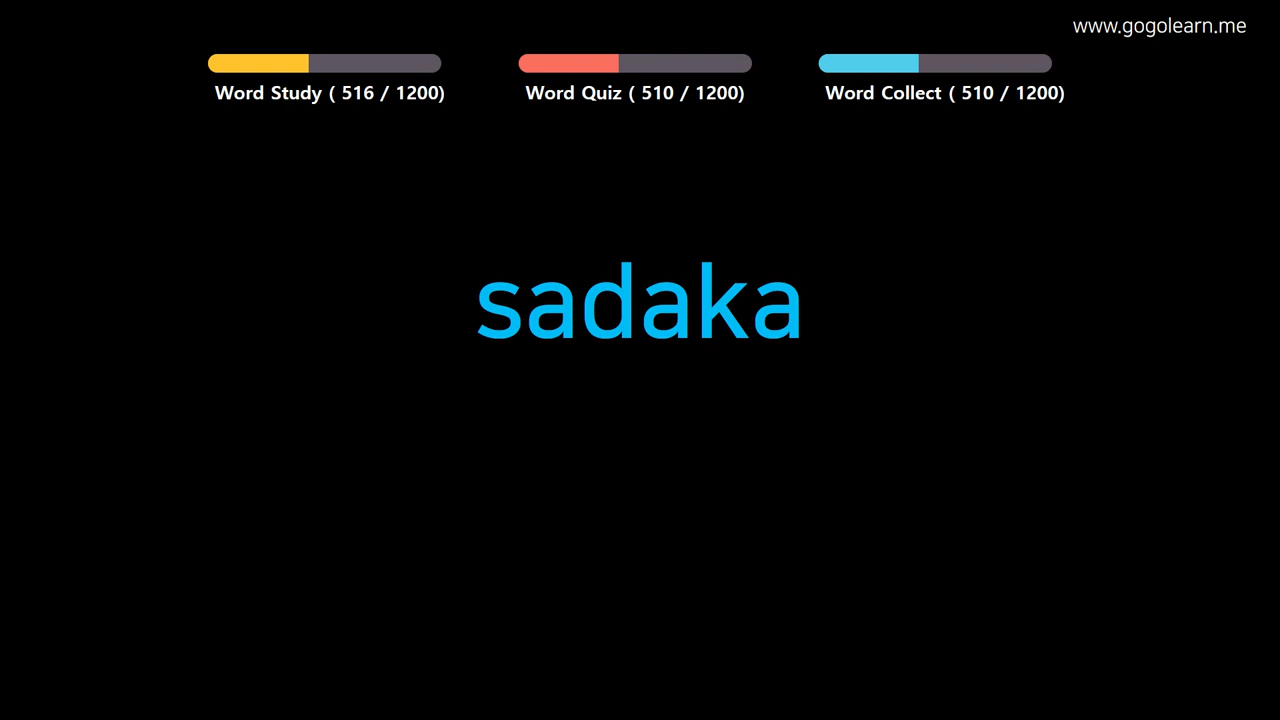 www.gogolearn.me
Word Study ( 516 / 1200)
Word Quiz ( 510 / 1200)
Word Collect ( 510 / 1200)
sadaka